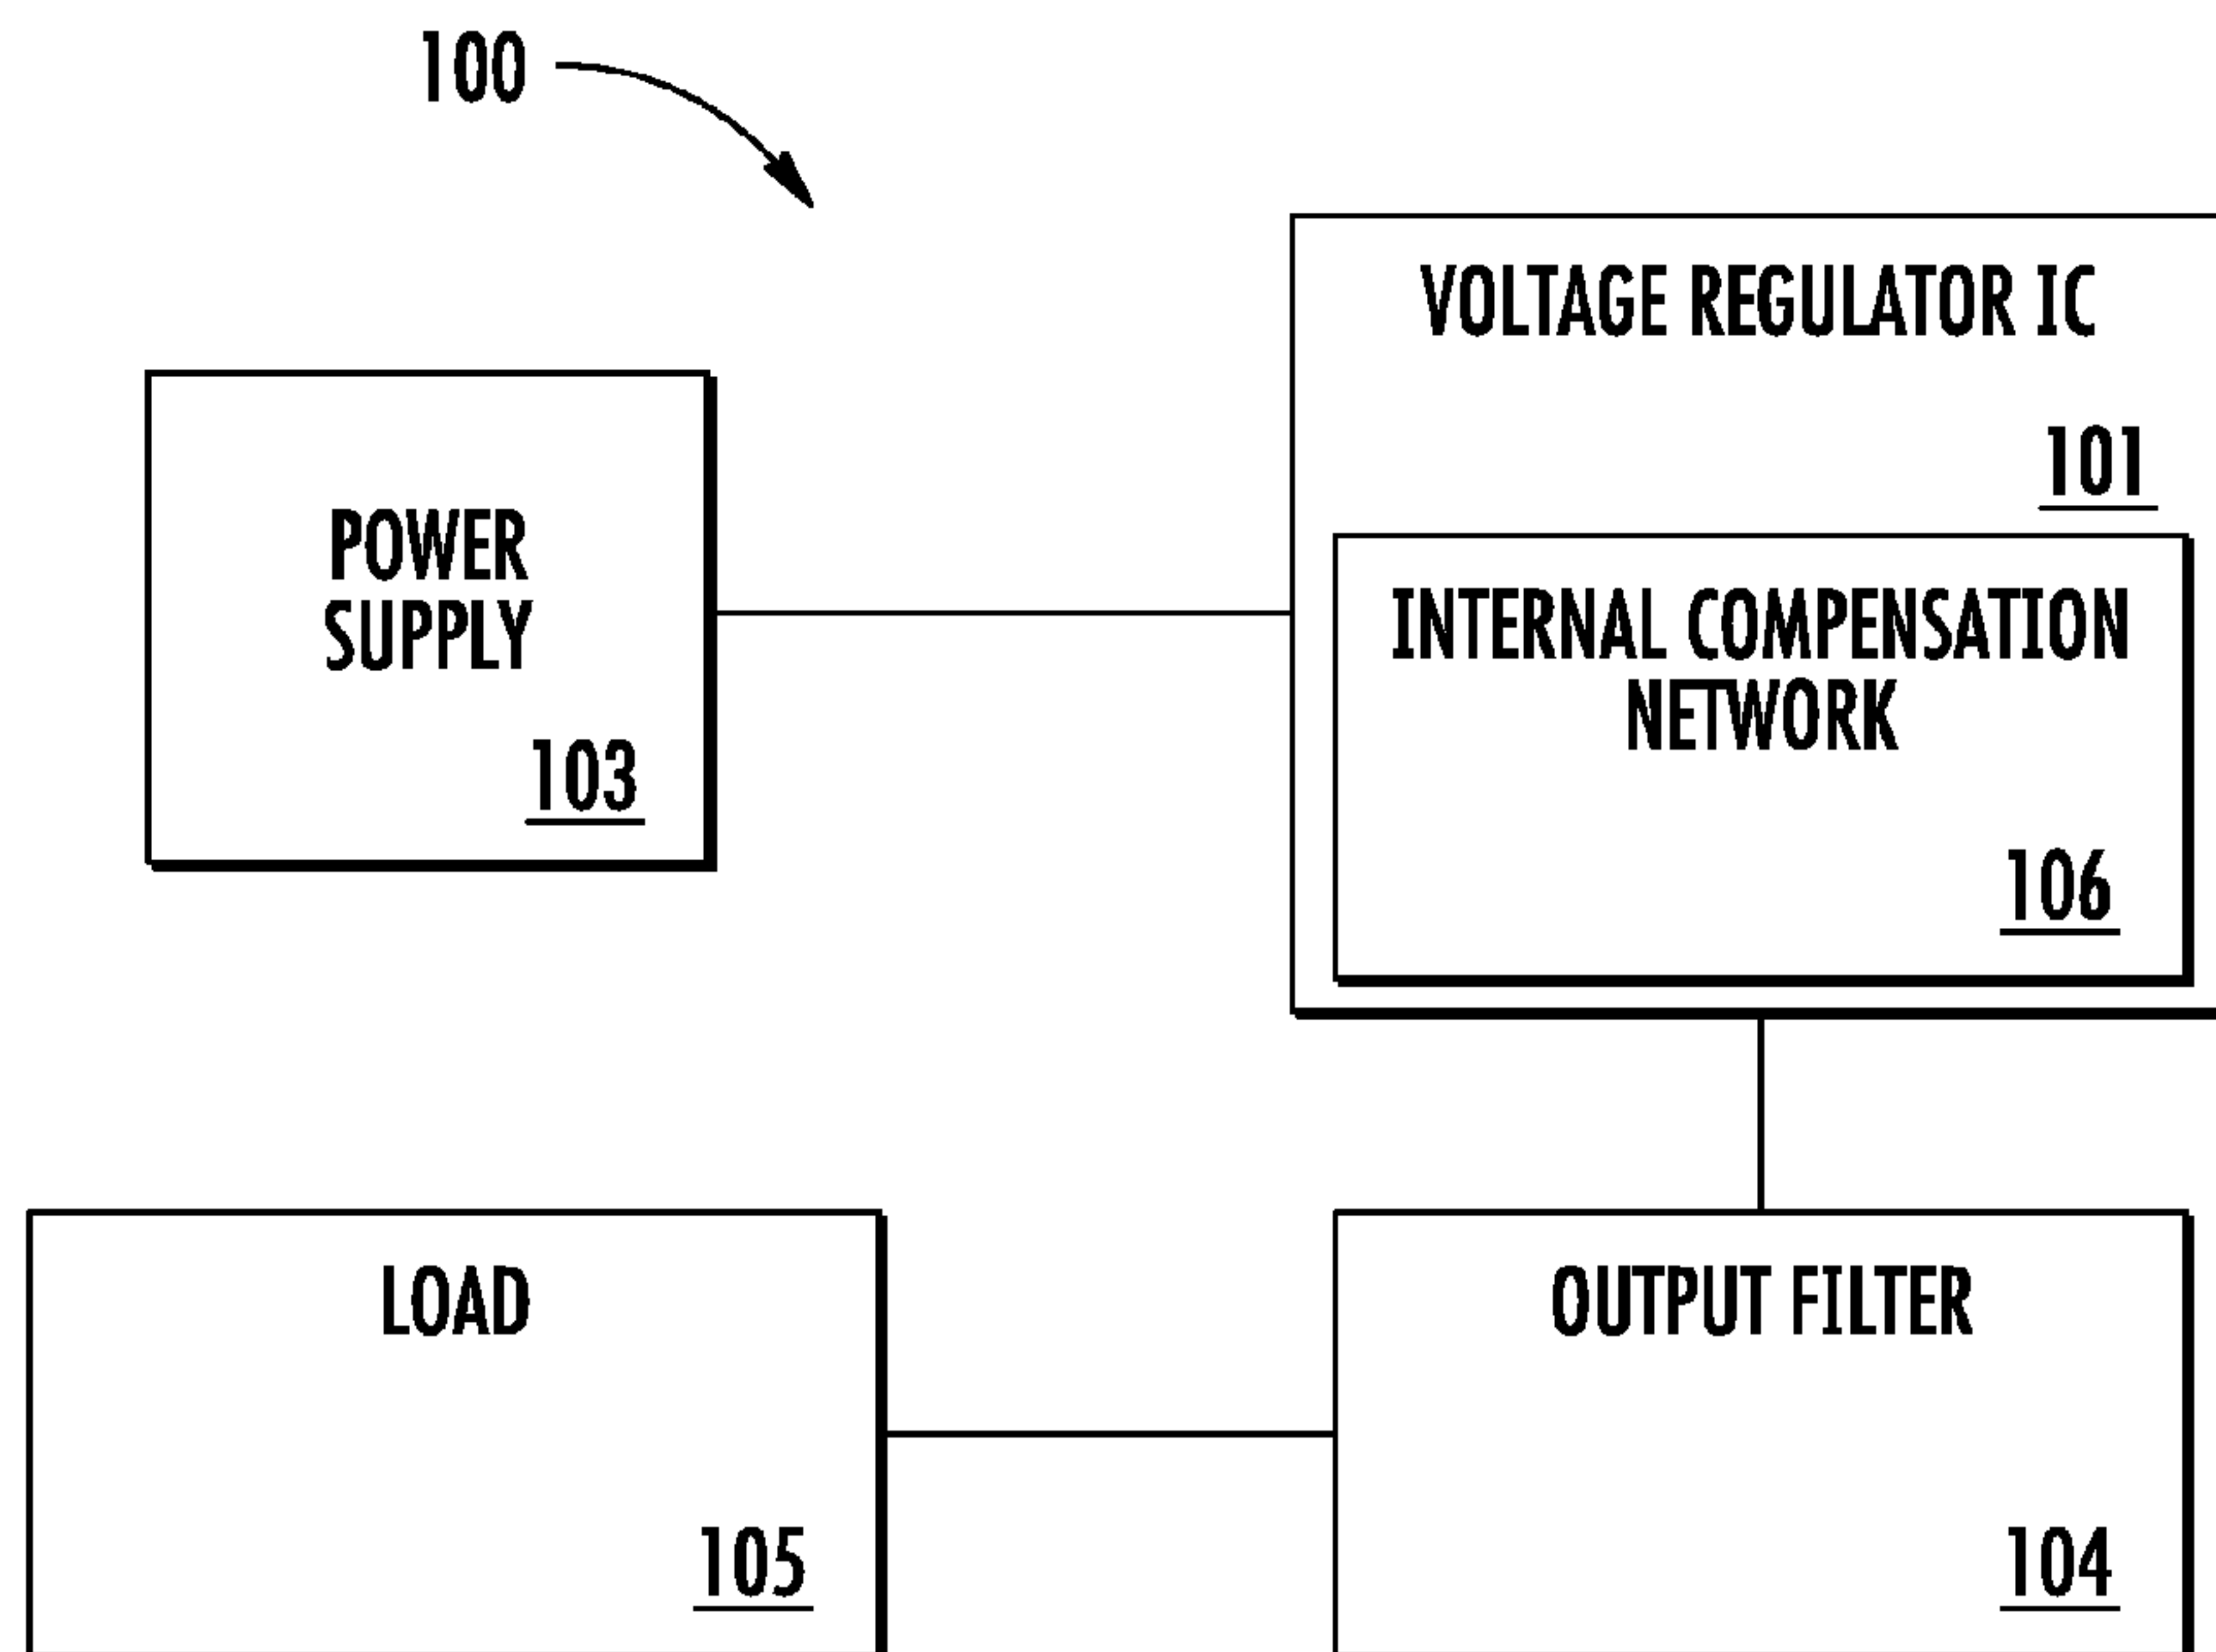 100
VOLTAGE REGULATOR IC
101
POWER
SUPPLY
103
INTERNAL COMPENSATION
NETWORK
106
LOAD
105
OUTPUT FILTER
104